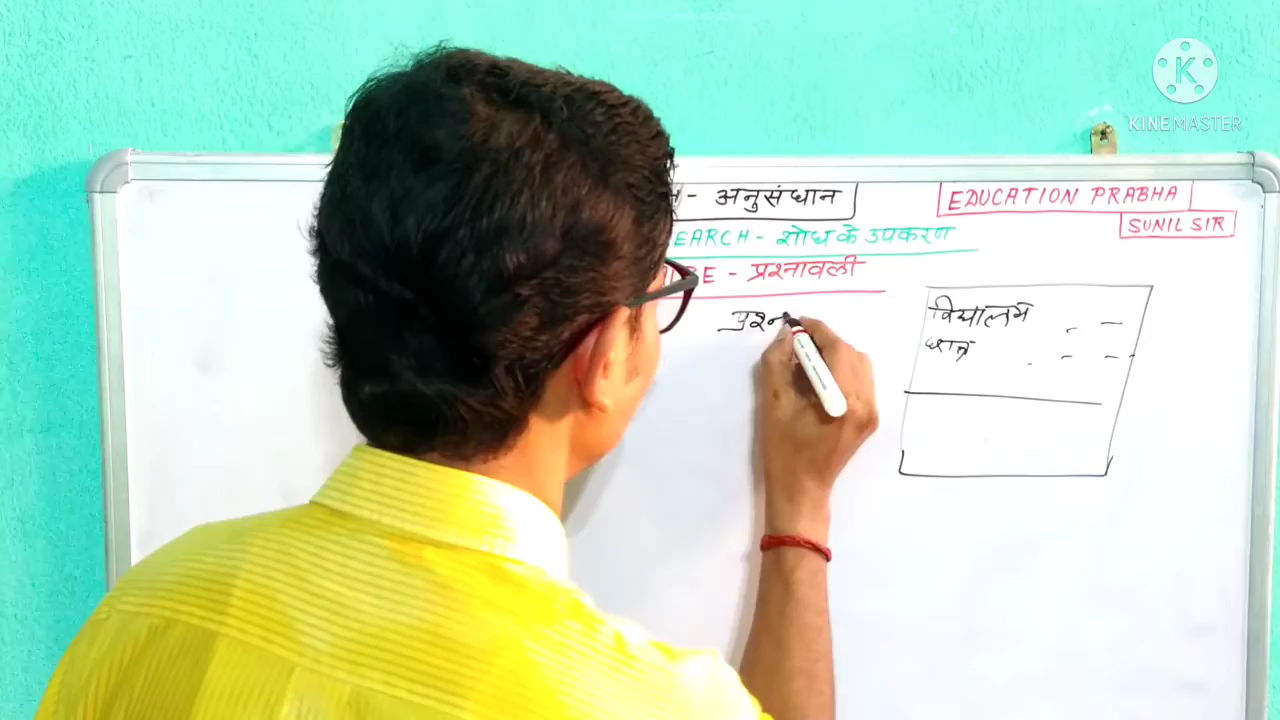 - अनुसंधान
EDUCATION PRABHA
SUNIL SIR
EARCH - शोध के उपकरण
- प्रश्नावली
प्रश्न
विद्यालय
छात्र
K
KINEMASTER